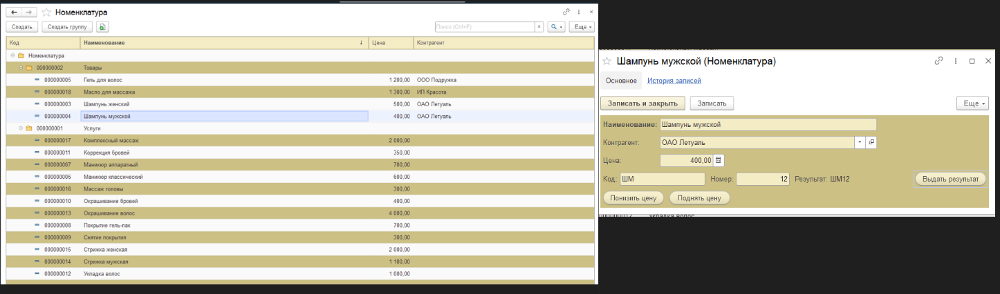 Номенклатура
Создать Создать группу Поиск (Ctrl+F) × Еще
Код Наименование ↓ Цена Контрагент
Номенклатура
000000002 Товары
000000005 Гель для волос 1 200,00 ООО Подружка
000000018 Масло для массажа 1 300,00 ИП Красота
000000003 Шампунь женский 500,00 ОАО Летуаль
000000004 Шампунь мужской 400,00 ОАО Летуаль
000000001 Услуги
000000017 Комплексный массаж 2 000,00
000000011 Коррекция бровей 350,00
000000007 Маникюр аппаратный 700,00
000000006 Маникюр классический 600,00
000000016 Массаж головы 300,00
000000010 Окрашивание бровей 400,00
000000013 Окрашивание волос 4 000,00
000000008 Покрытие гель-лак 700,00
000000009 Снятие покрытия 300,00
000000015 Стрижка женская 2 000,00
000000014 Стрижка мужская 1 100,00
000000012 Укладка волос 1 000,00
Шампунь мужской (Номенклатура)
Основное История записей
Записать и закрыть Записать Еще
Наименование: Шампунь мужской
Контрагент: ОАО Летуаль
Цена: 400,00
Код: ШМ Номер: 12 Результат: ШМ12 Выдать результат
Понизить цену Поднять цену